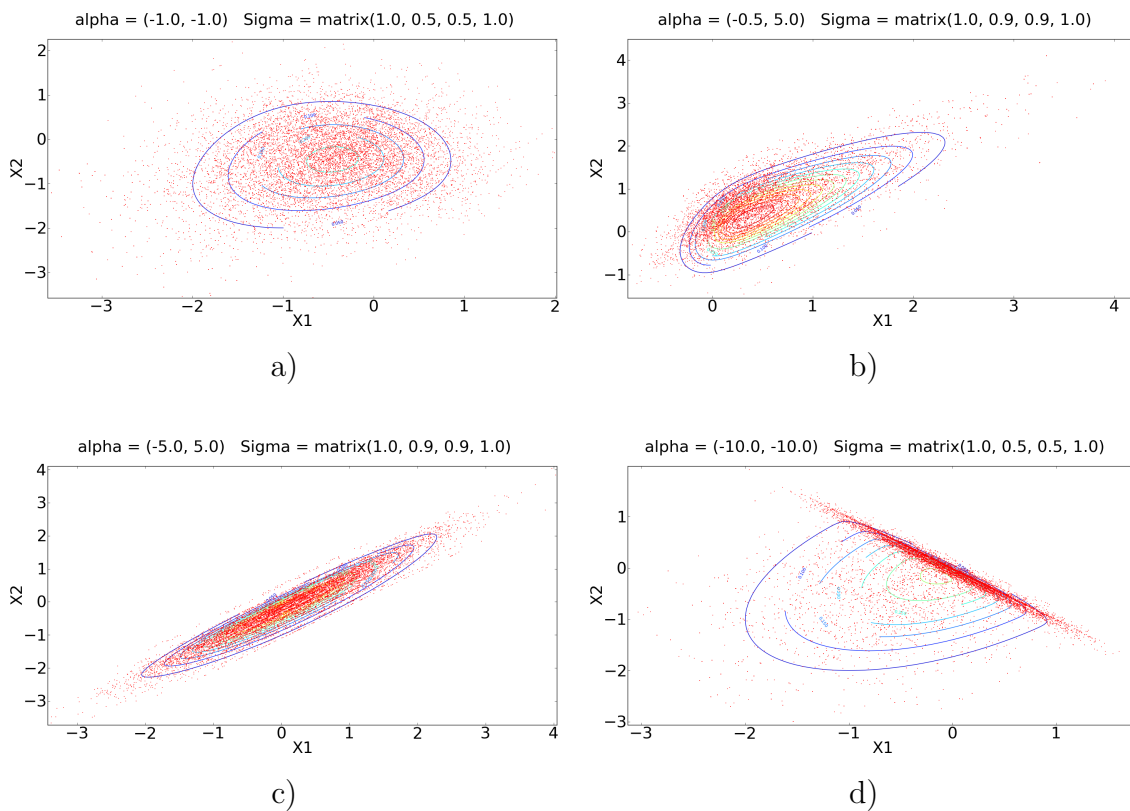 alpha = (-1.0, -1.0)   Sigma = matrix(1.0, 0.5, 0.5, 1.0)
2
1
0
−1
−2
−3
X2
−3 −2 −1 0 1 2
X1
a)
alpha = (-0.5, 5.0)   Sigma = matrix(1.0, 0.9, 0.9, 1.0)
4
3
2
1
0
−1
X2
0 1 2 3 4
X1
b)
alpha = (-5.0, 5.0)   Sigma = matrix(1.0, 0.9, 0.9, 1.0)
4
3
2
1
0
−1
−2
−3
X2
−3 −2 −1 0 1 2 3 4
X1
c)
alpha = (-10.0, -10.0)   Sigma = matrix(1.0, 0.5, 0.5, 1.0)
1
0
−1
−2
−3
X2
−3 −2 −1 0 1
X1
d)